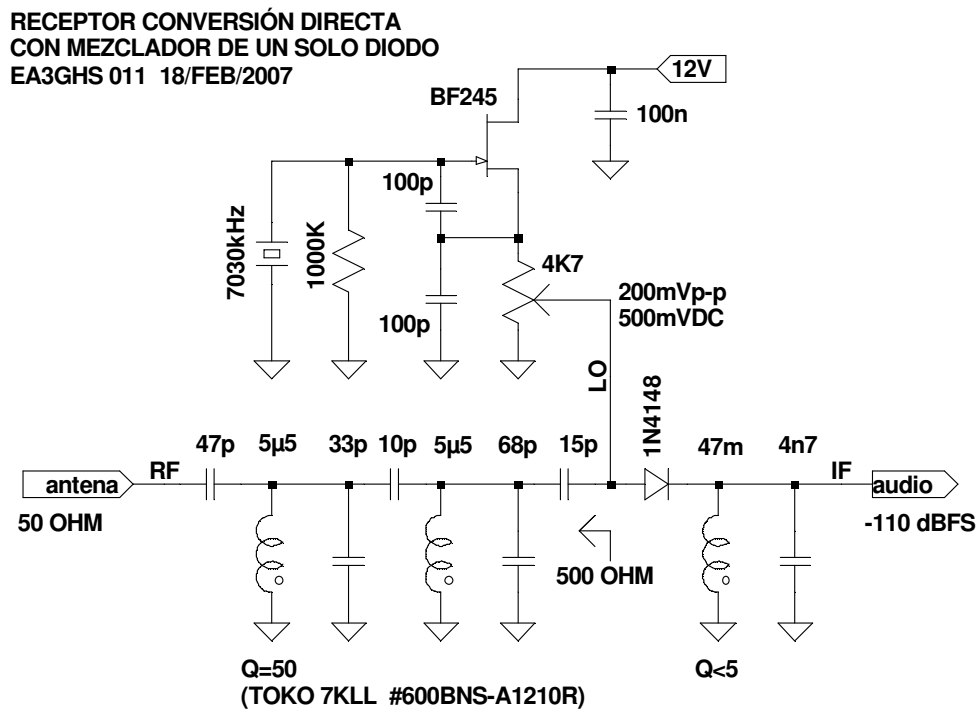 RECEPTOR CONVERSIÓN DIRECTA
CON MEZCLADOR DE UN SOLO DIODO
EA3GHS 011 18/FEB/2007
12V
BF245
100n
100p
7030kHz
1000K
4K7
200mVp-p
500mVDC
100p
LO
1N4148
47p
5µ5
33p
10p
5µ5
68p
15p
47m
4n7
antena
RF
IF
audio
50 OHM
-110 dBFS
500 OHM
Q=50
Q<5
(TOKO 7KLL #600BNS-A1210R)